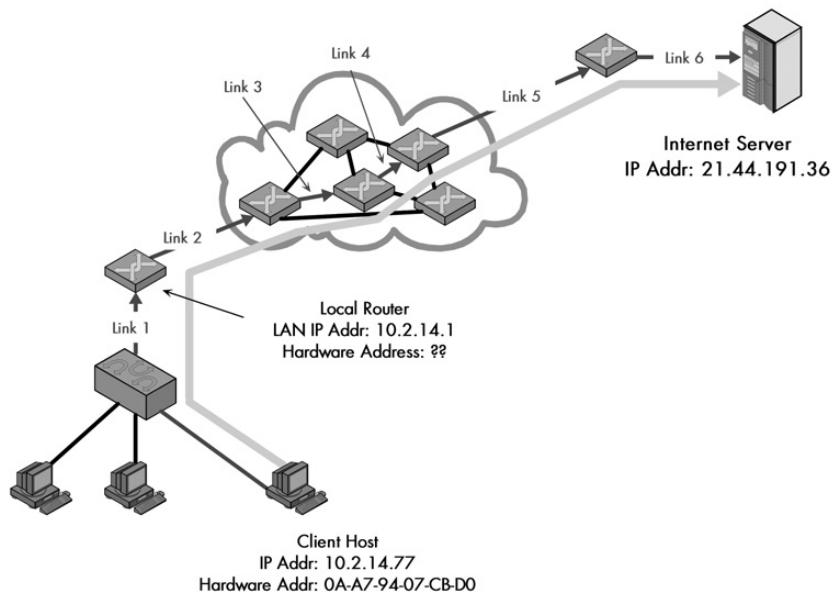 Link 4
Link 3
Link 6
Link 5
Internet Server
IP Addr: 21.44.191.36
Link 2
Local Router
LAN IP Addr: 10.2.14.1
Hardware Address: ??
Link 1
Client Host
IP Addr: 10.2.14.77
Hardware Addr: 0A-A7-94-07-CB-D0